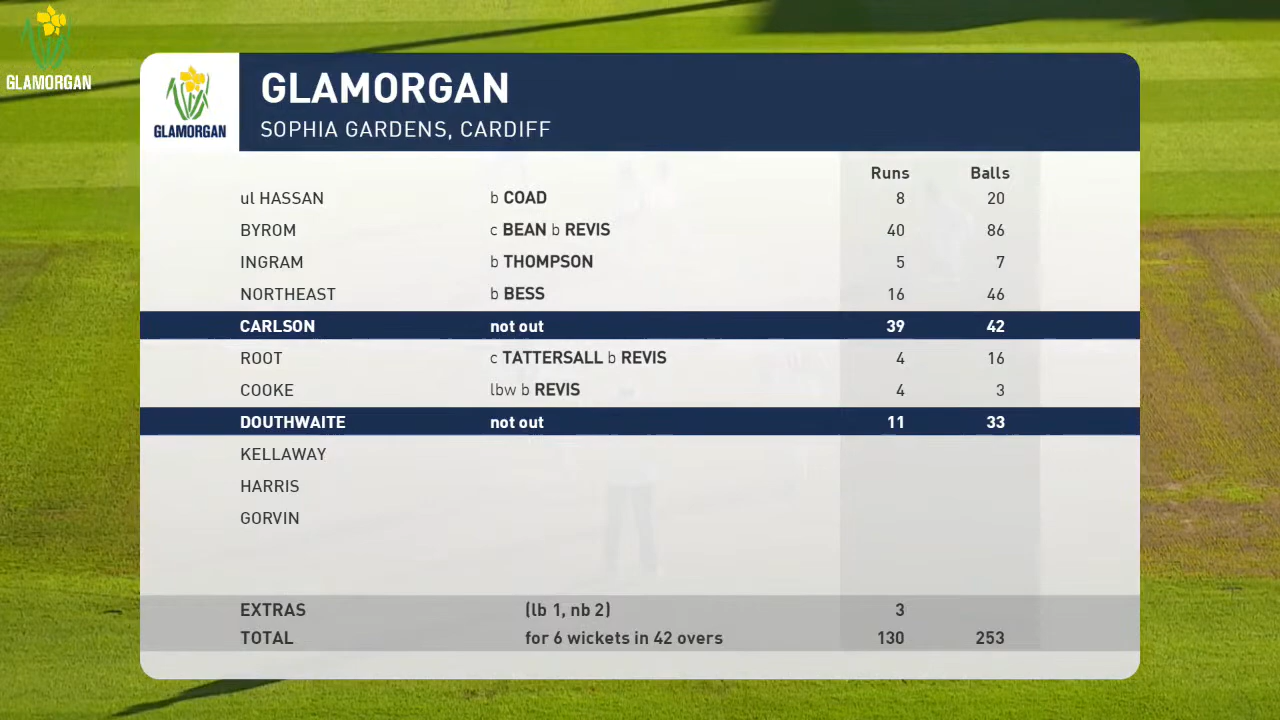 GLAMORGAN
GLAMORGAN
GLAMORGAN
SOPHIA GARDENS, CARDIFF
Runs Balls
ul HASSAN b COAD 8 20
BYROM c BEAN b REVIS 40 86
INGRAM b THOMPSON 5 7
NORTHEAST b BESS 16 46
CARLSON not out 39 42
ROOT c TATTERSALL b REVIS 4 16
COOKE lbw b REVIS 4 3
DOUTHWAITE not out 11 33
KELLAWAY
HARRIS
GORVIN
EXTRAS (lb 1, nb 2) 3
TOTAL for 6 wickets in 42 overs 130 253